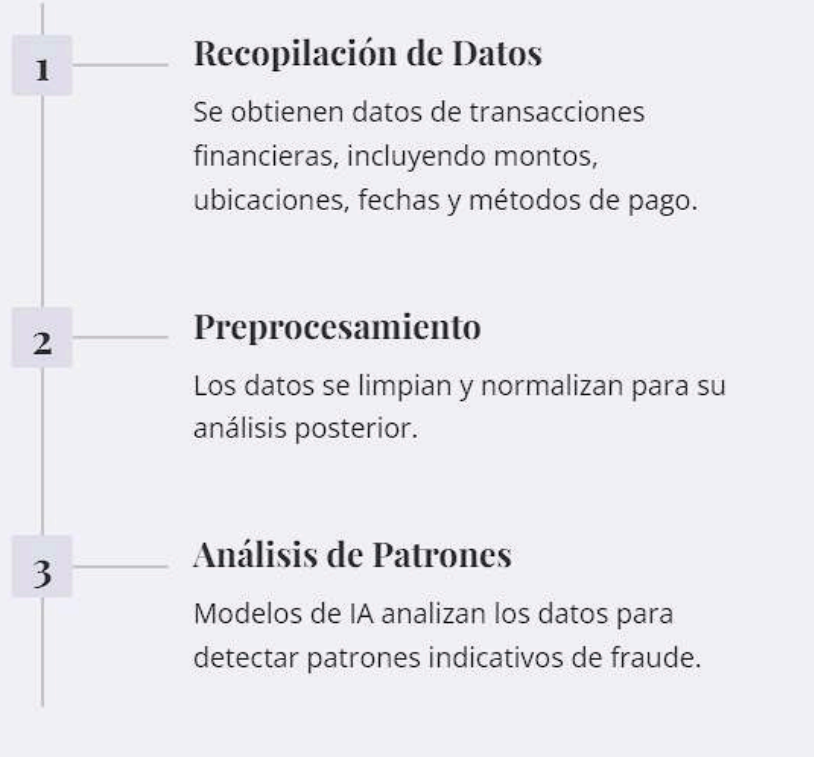 1
Recopilación de Datos
Se obtienen datos de transacciones
financieras, incluyendo montos,
ubicaciones, fechas y métodos de pago.
2
Preprocesamiento
Los datos se limpian y normalizan para su
análisis posterior.
3
Análisis de Patrones
Modelos de IA analizan los datos para
detectar patrones indicativos de fraude.